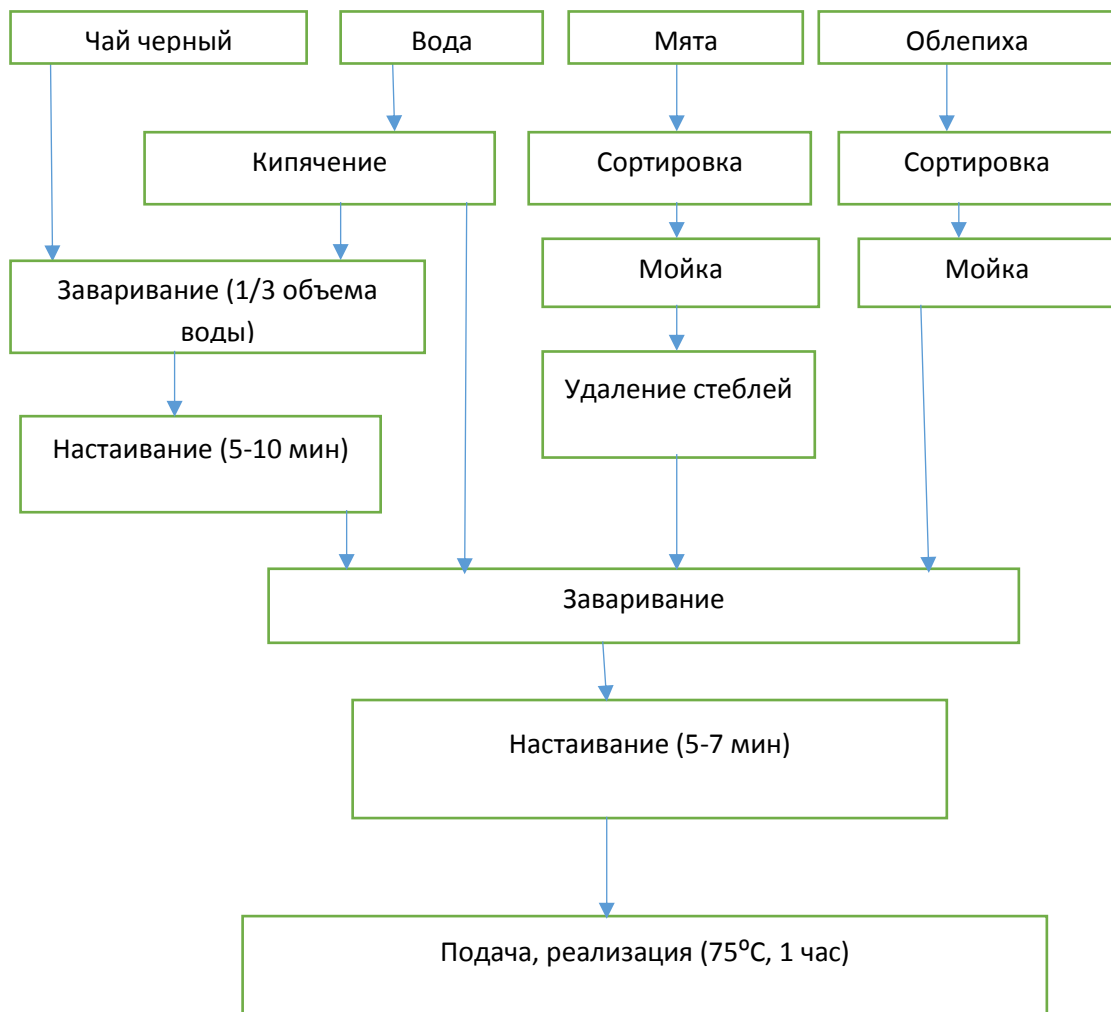 Чай черный
Вода
Мята
Облепиха
Кипячение
Сортировка
Сортировка
Заваривание (1/3 объема
воды)
Мойка
Мойка
Удаление стеблей
Настаивание (5-10 мин)
Заваривание
Настаивание (5-7 мин)
Подача, реализация (75⁰С, 1 час)